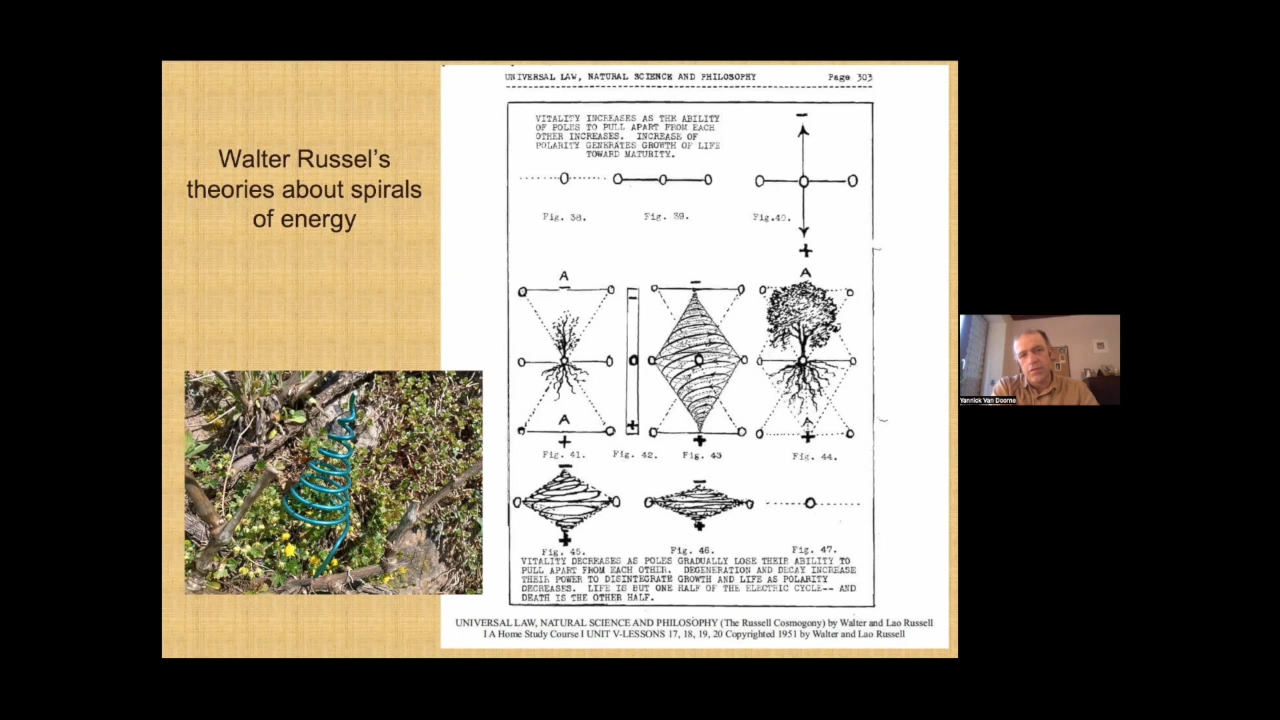 Walter Russel's
theories about spirals
of energy
UNIVERSAL LAW, NATURAL SCIENCE AND PHILOSOPHY Page 303
VITALITY INCREASES AS THE ABILITY
OF POLES TO PULL APART FROM EACH
OTHER INCREASES. INCREASE OF
POLARITY GENERATES GROWTH OF LIFE
TOWARD MATURITY.
−
Fig. 38. Fig. 39. Fig.40.
+
A − A
−
− +
A
+ + +
Fig. 41. Fig. 42. Fig. 43 Fig. 44.
− −
+ +
Fig. 45. Fig. 46. Fig. 47.
VITALITY DECREASES AS POLES GRADUALLY LOSE THEIR ABILITY TO
PULL APART FROM EACH OTHER. DEGENERATION AND DECAY INCREASE
THEIR POWER TO DISINTEGRATE GROWTH AND LIFE AS POLARITY
DECREASES. LIFE IS BUT ONE HALF OF THE ELECTRIC CYCLE-- AND
DEATH IS THE OTHER HALF.
UNIVERSAL LAW, NATURAL SCIENCE AND PHILOSOPHY (The Russell Cosmogony) by Walter and Lao Russell
I A Home Study Course I UNIT V-LESSONS 17, 18, 19, 20 Copyrighted 1951 by Walter and Lao Russell
Yannick Van Doorne